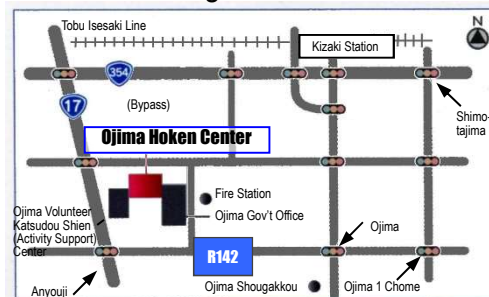 Tobu Isesaki Line
N
Kizaki Station
354
17
(Bypass)
Shimo-
tajima
Ojima Hoken Center
Fire Station
Ojima Gov't Office
Ojima Volunteer
Katsudou Shien
(Activity Support)
Center
Ojima
R142
Anyouji
Ojima Shougakkou
Ojima 1 Chome